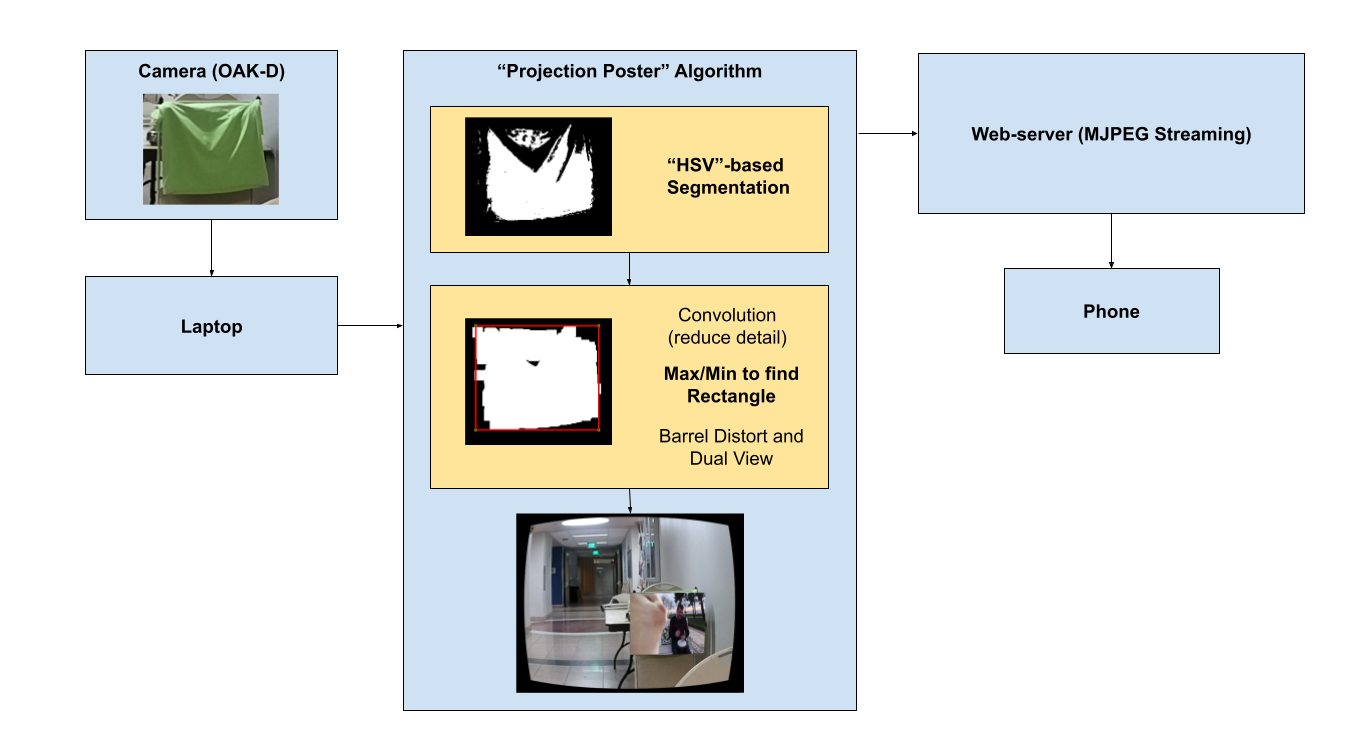 Camera (OAK-D)
Laptop
“Projection Poster” Algorithm
“HSV”-based
Segmentation
Convolution
(reduce detail)
Max/Min to find
Rectangle
Barrel Distort and
Dual View
Web-server (MJPEG Streaming)
Phone